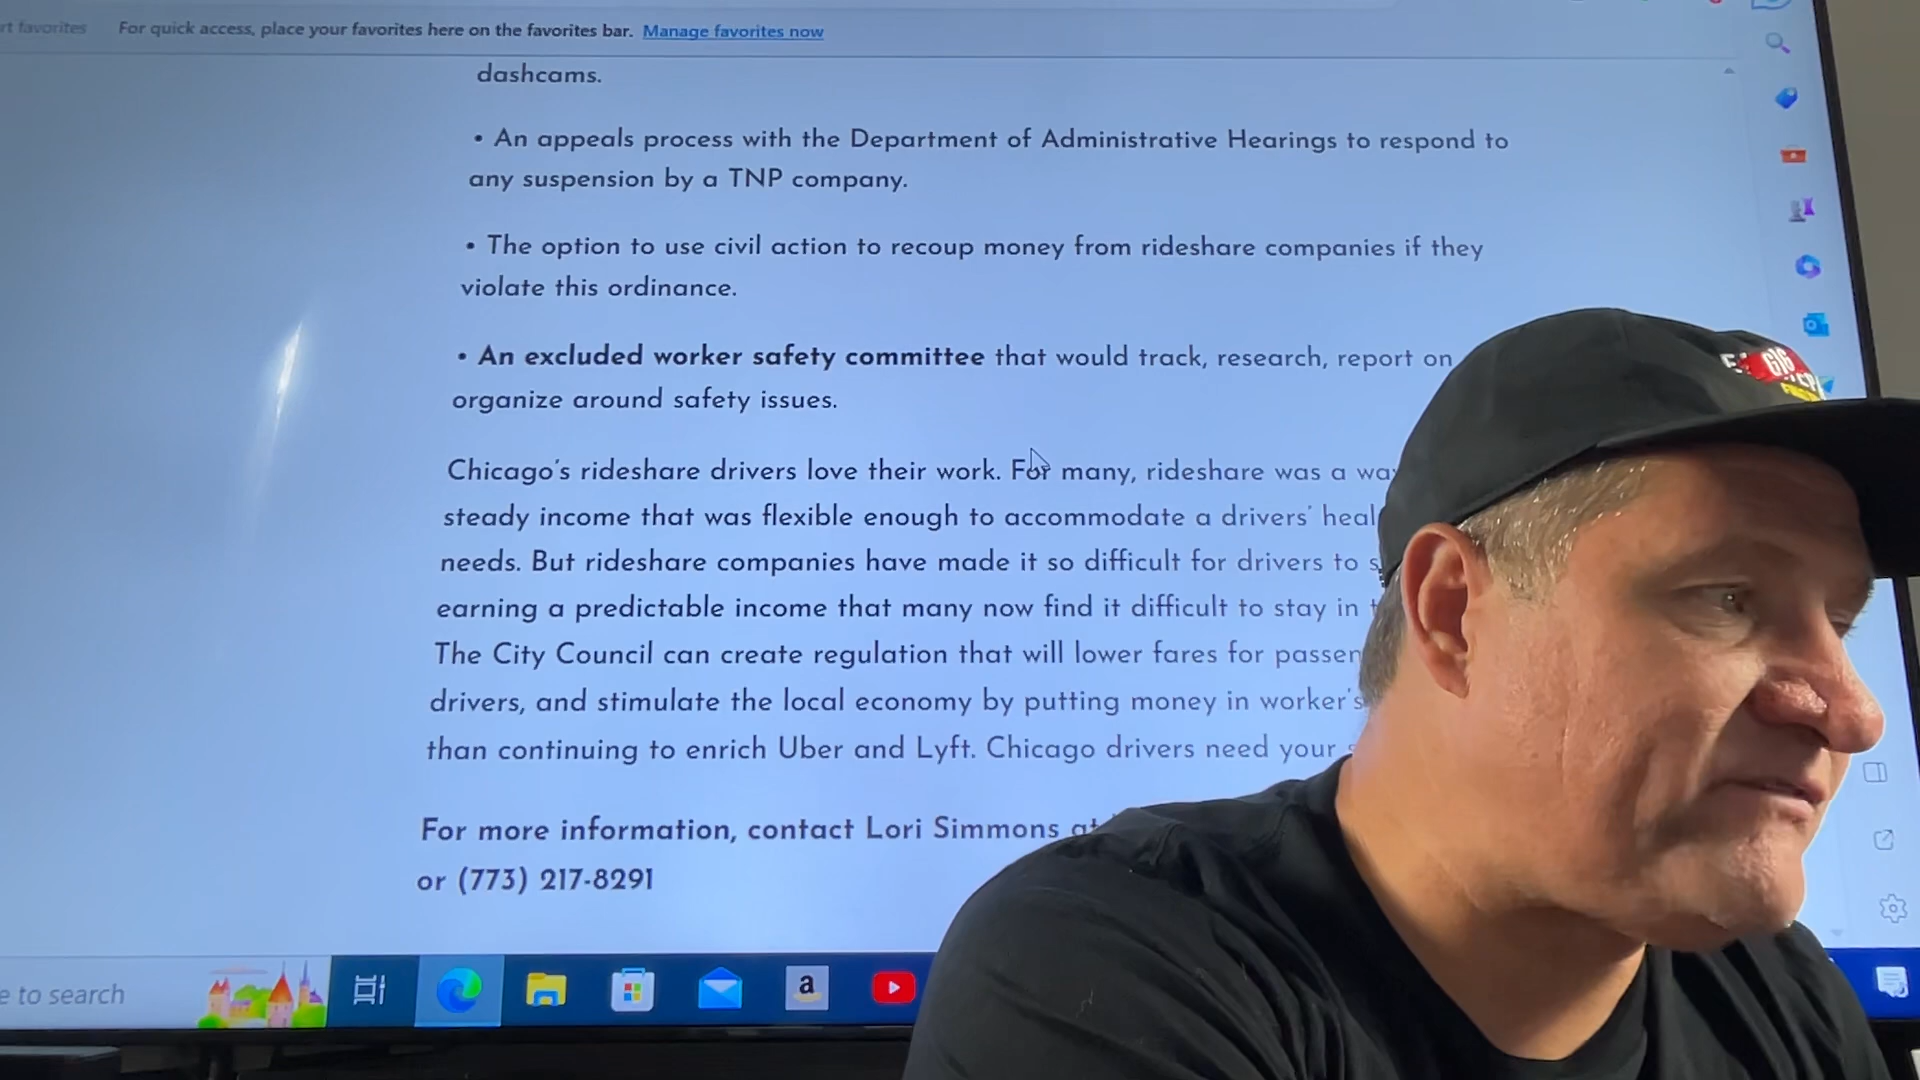 rt favorites For quick access, place your favorites here on the favorites bar. Manage favorites now
dashcams.
• An appeals process with the Department of Administrative Hearings to respond to
any suspension by a TNP company.
• The option to use civil action to recoup money from rideshare companies if they
violate this ordinance.
• An excluded worker safety committee that would track, research, report on
organize around safety issues.
Chicago's rideshare drivers love their work. For many, rideshare was a
steady income that was flexible enough to accommodate a drivers'
needs. But rideshare companies have made it so difficult for drivers to
earning a predictable income that many now find it difficult to stay in
The City Council can create regulation that will lower fares for
drivers, and stimulate the local economy by putting money in worker's
than continuing to enrich Uber and Lyft. Chicago drivers need your
For more information, contact Lori Simmons at
or (773) 217-8291
e to search
a
GIG